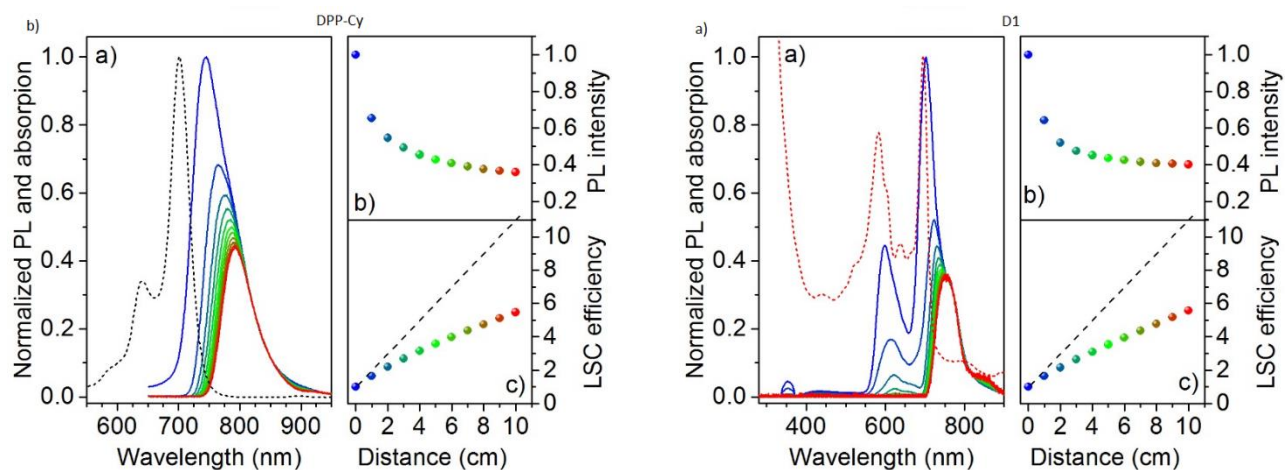 b)
DPP-Cy
a)
Normalized PL and absorpion
1.0
0.8
0.6
0.4
0.2
0.0
600 700 800 900
Wavelength (nm)
b)
1.0
0.8
0.6
0.4
0.2
PL intensity
c)
10
8
6
4
2
0
LSC efficiency
0 2 4 6 8 10
Distance (cm)
a)
D1
a)
Normalized PL and absorpion
1.0
0.8
0.6
0.4
0.2
0.0
400 600 800
Wavelength (nm)
b)
1.0
0.8
0.6
0.4
0.2
PL intensity
c)
10
8
6
4
2
0
LSC efficiency
0 2 4 6 8 10
Distance (cm)